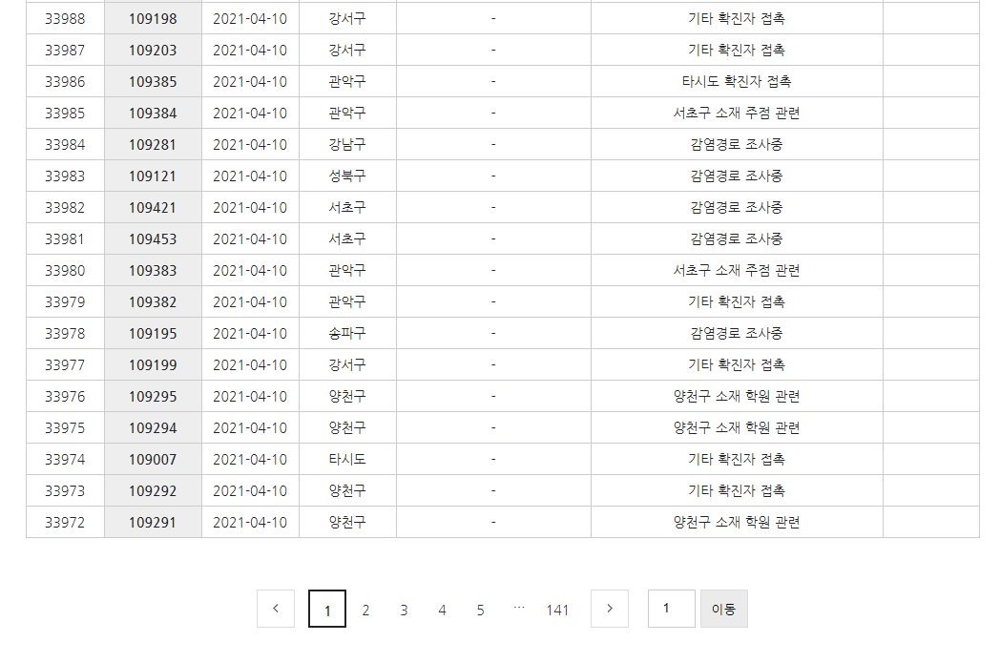 33988 109198 2021-04-10 강서구 - 기타 확진자 접촉
33987 109203 2021-04-10 강서구 - 기타 확진자 접촉
33986 109385 2021-04-10 관악구 - 타시도 확진자 접촉
33985 109384 2021-04-10 관악구 - 서초구 소재 주점 관련
33984 109281 2021-04-10 강남구 - 감염경로 조사중
33983 109121 2021-04-10 성북구 - 감염경로 조사중
33982 109421 2021-04-10 서초구 - 감염경로 조사중
33981 109453 2021-04-10 서초구 - 감염경로 조사중
33980 109383 2021-04-10 관악구 - 서초구 소재 주점 관련
33979 109382 2021-04-10 관악구 - 기타 확진자 접촉
33978 109195 2021-04-10 송파구 - 감염경로 조사중
33977 109199 2021-04-10 강서구 - 기타 확진자 접촉
33976 109295 2021-04-10 양천구 - 양천구 소재 학원 관련
33975 109294 2021-04-10 양천구 - 양천구 소재 학원 관련
33974 109007 2021-04-10 타시도 - 기타 확진자 접촉
33973 109292 2021-04-10 양천구 - 기타 확진자 접촉
33972 109291 2021-04-10 양천구 - 양천구 소재 학원 관련
< 1 2 3 4 5 ... 141 > 1 이동